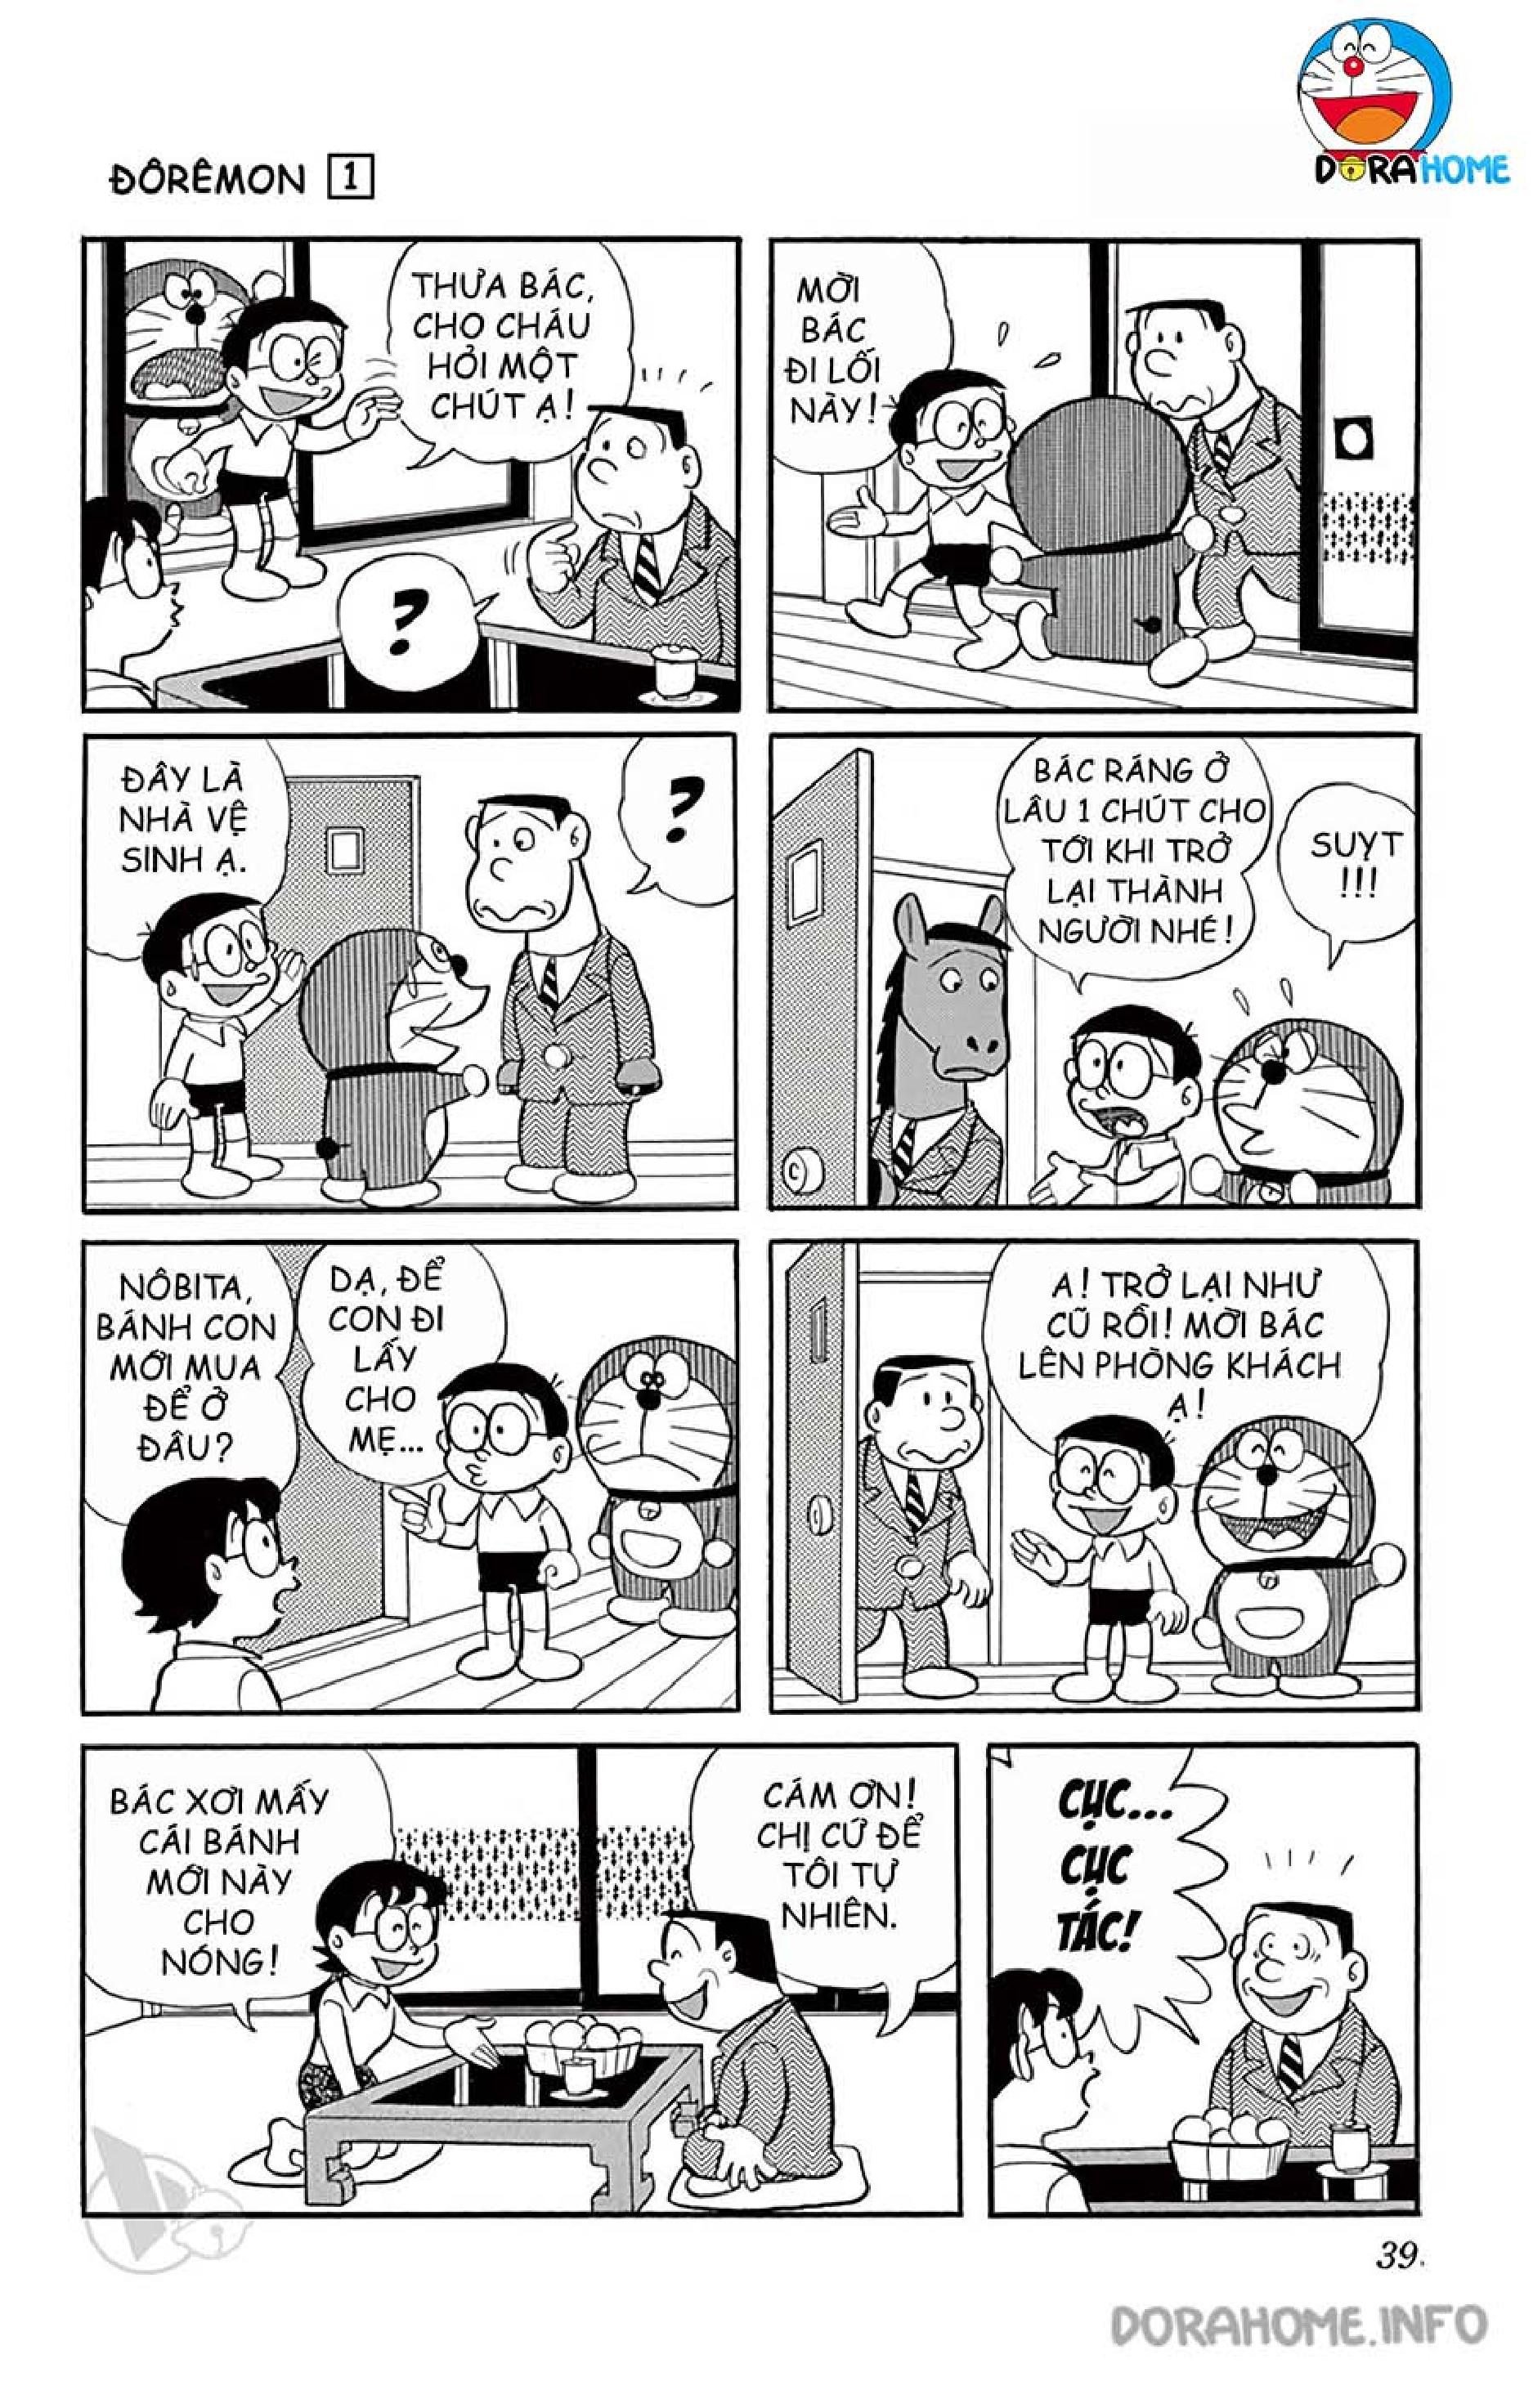 DORAHOME
ĐÔRÊMON 1
THƯA BÁC,
CHO CHÁU
HỎI MỘT
CHÚT Ạ!
?
MỜI
BÁC
ĐI LỐI
NÀY!
ĐÂY LÀ
NHÀ VỆ
SINH Ạ.
?
BÁC RÁNG Ở
LÂU 1 CHÚT CHO
TỚI KHI TRỞ
LẠI THÀNH
NGƯỜI NHÉ!
SUỴT
!!!
NÔBITA,
BÁNH CON
MỚI MUA
ĐỂ Ở
ĐÂU?
DẠ, ĐỂ
CON ĐI
LẤY
CHO
MẸ...
A! TRỞ LẠI NHƯ
CŨ RỒI! MỜI BÁC
LÊN PHÒNG KHÁCH
Ạ!
BÁC XƠI MẤY
CÁI BÁNH
MỚI NÀY
CHO
NÓNG!
CÁM ƠN!
CHỊ CỨ ĐỂ
TÔI TỰ
NHIÊN.
CỤC...
CỤC
TÁC!
39
DORAHOME.INFO